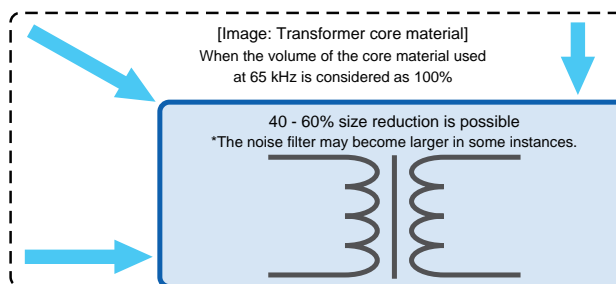 [Image: Transformer core material]
When the volume of the core material used
at 65 kHz is considered as 100%
40 - 60% size reduction is possible
*The noise filter may become larger in some instances.